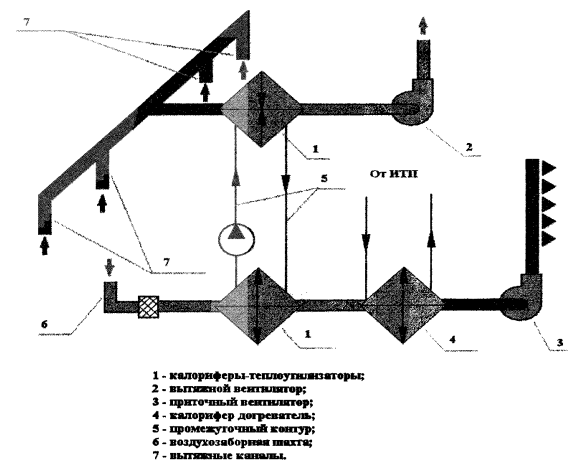 7
1
2
5
От ИТП
7
6
1
4
3
1 - калориферы-теплоутилизаторы;
2 - вытяжной вентилятор;
3 - приточный вентилятор;
4 - калорифер догреватель;
5 - промежуточный контур;
6 - воздухозаборная шахта;
7 - вытяжные каналы.